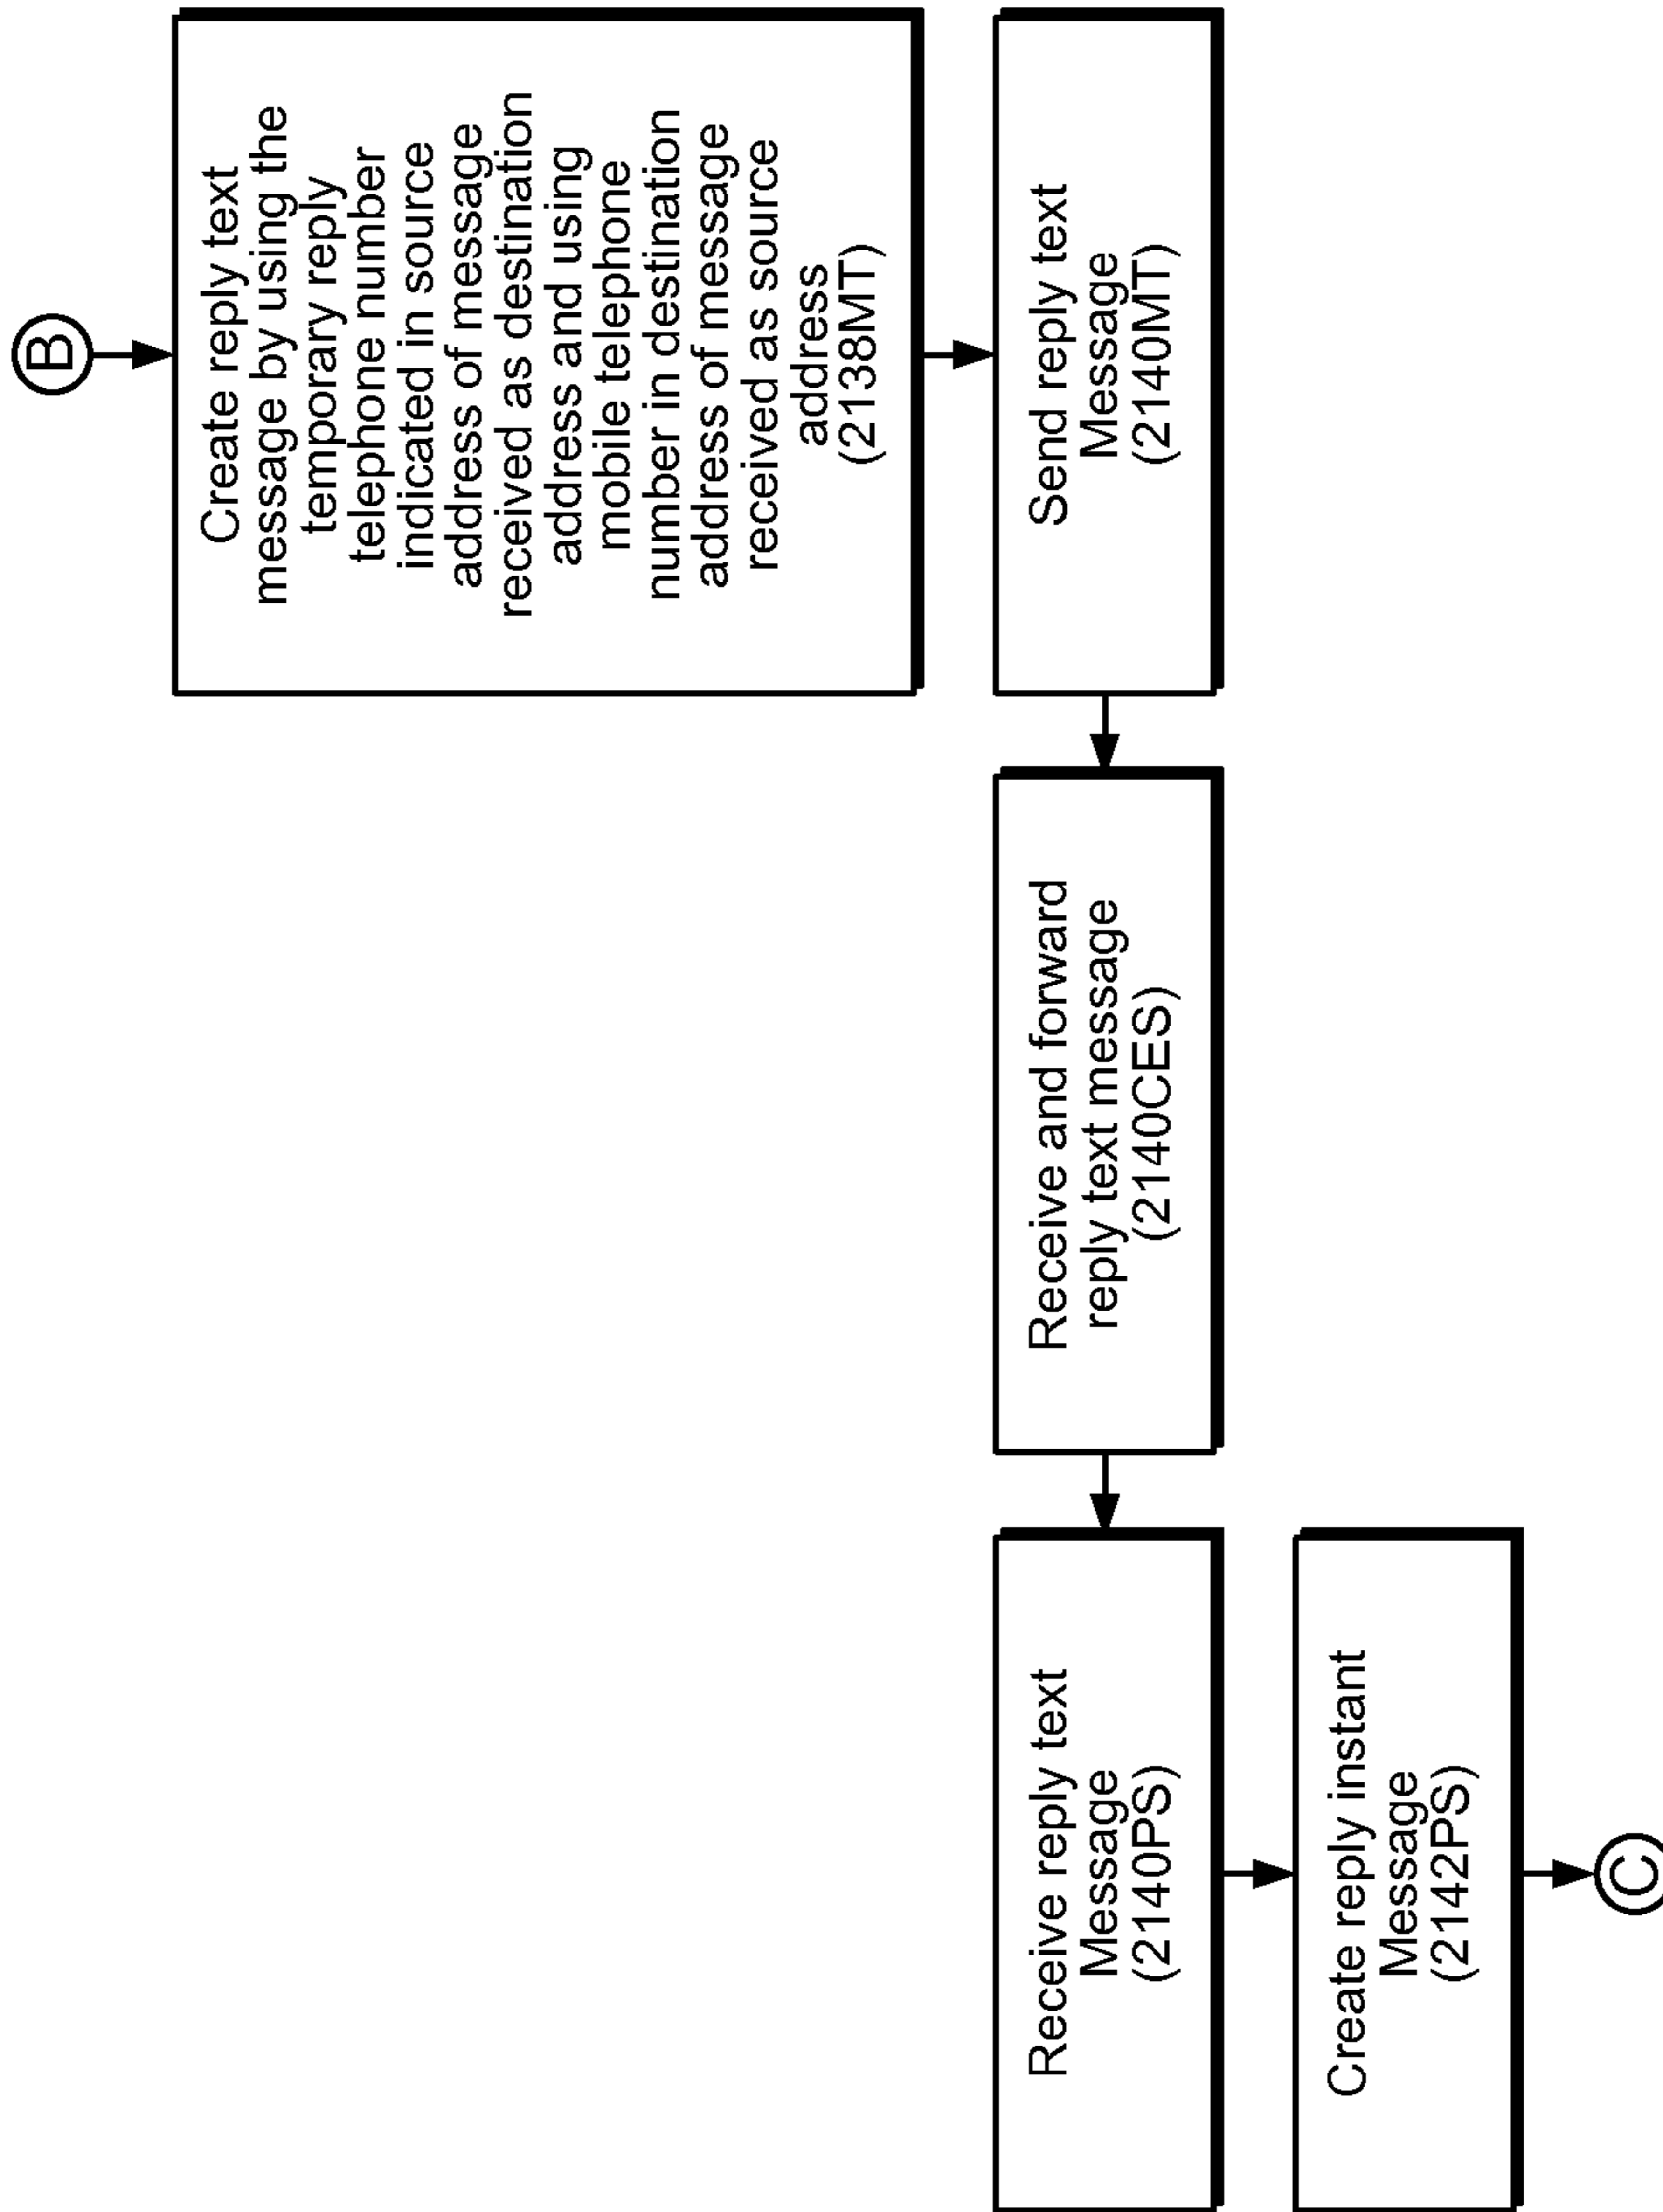 B
Create reply text
message by using the
temporary reply
telephone number
indicated in source
address of message
received as destination
address and using
mobile telephone
number in destination
address of message
received as source
address
(2138MT)
Send reply text
Message
(2140MT)
Receive and forward
reply text message
(2140CES)
Receive reply text
Message
(2140PS)
Create reply instant
Message
(2142PS)
C